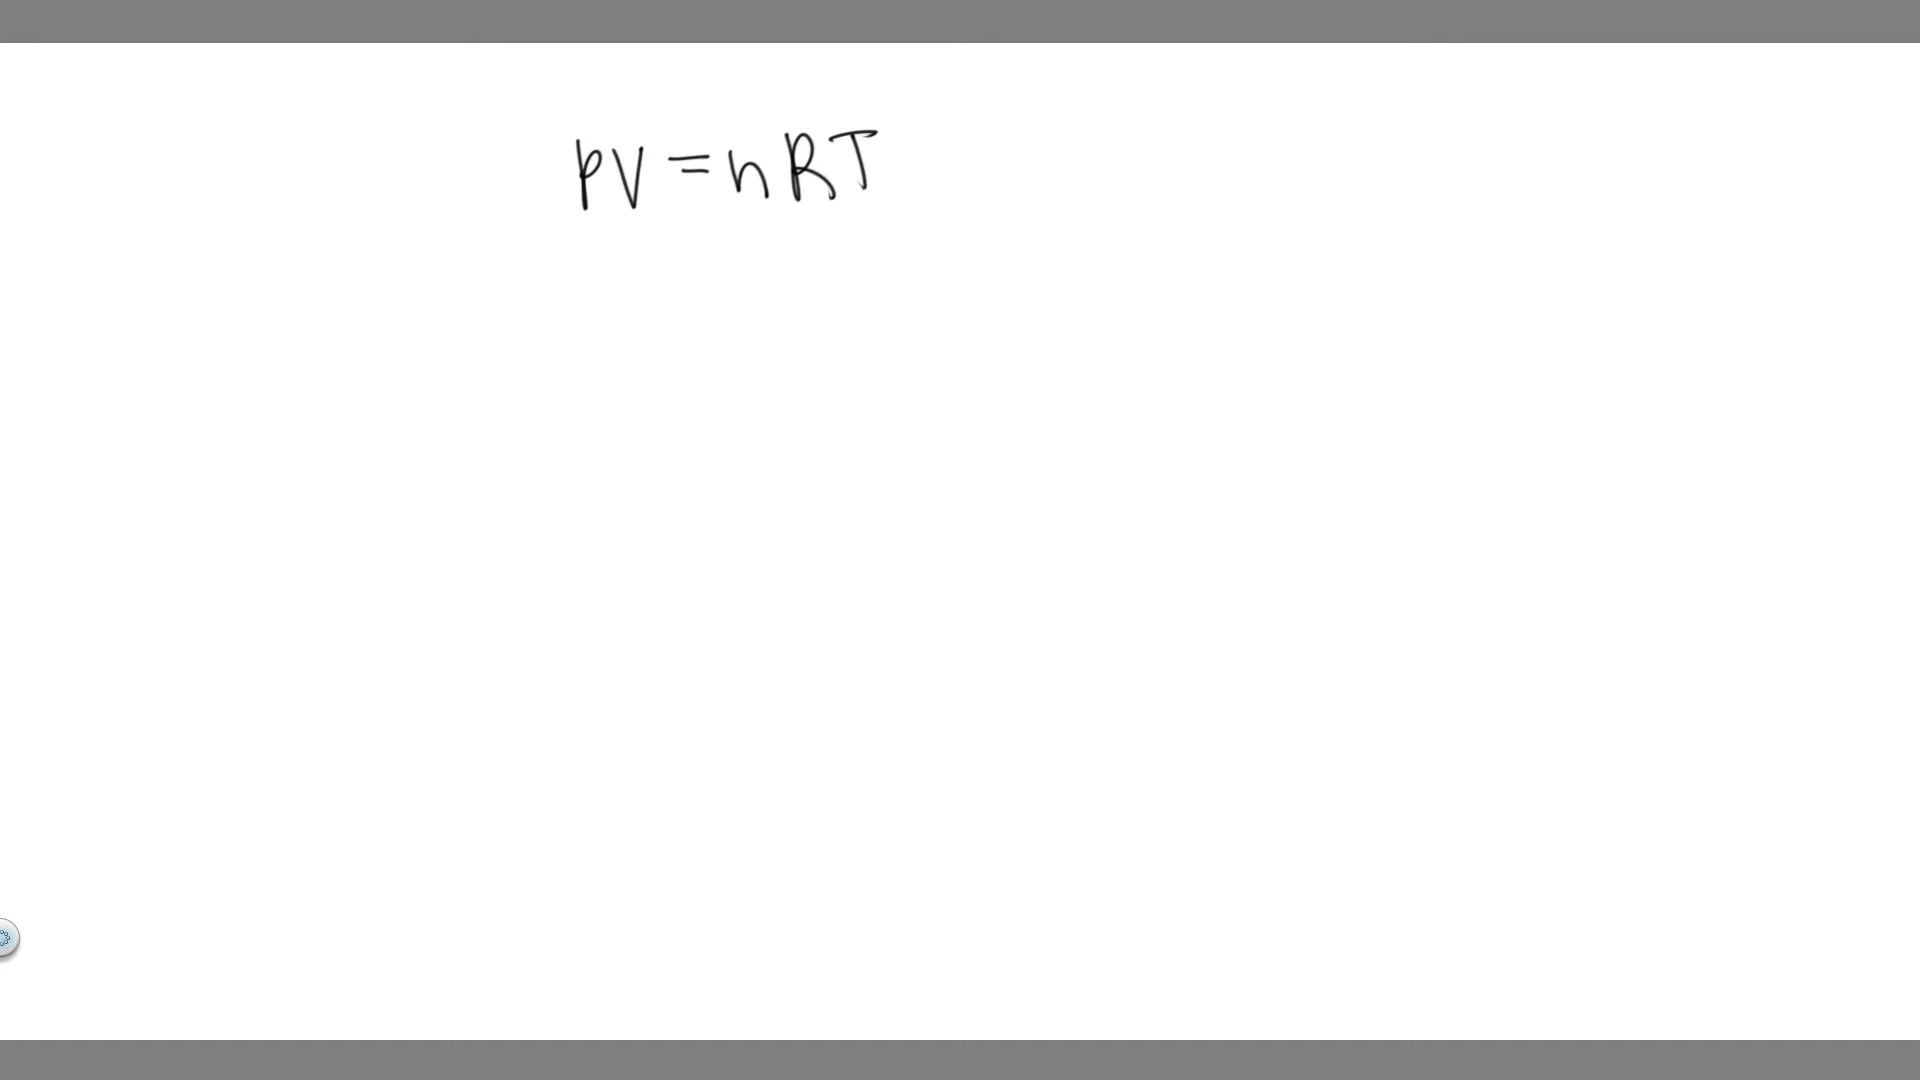 PV = nRT